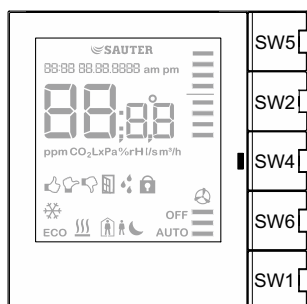 SAUTER
88:88 88.88.8888 am pm
88;8.8°
ppm CO₂LxPa%rH l/s m³/h
OFF
ECO AUTO
SW5
SW2
SW4
SW6
SW1